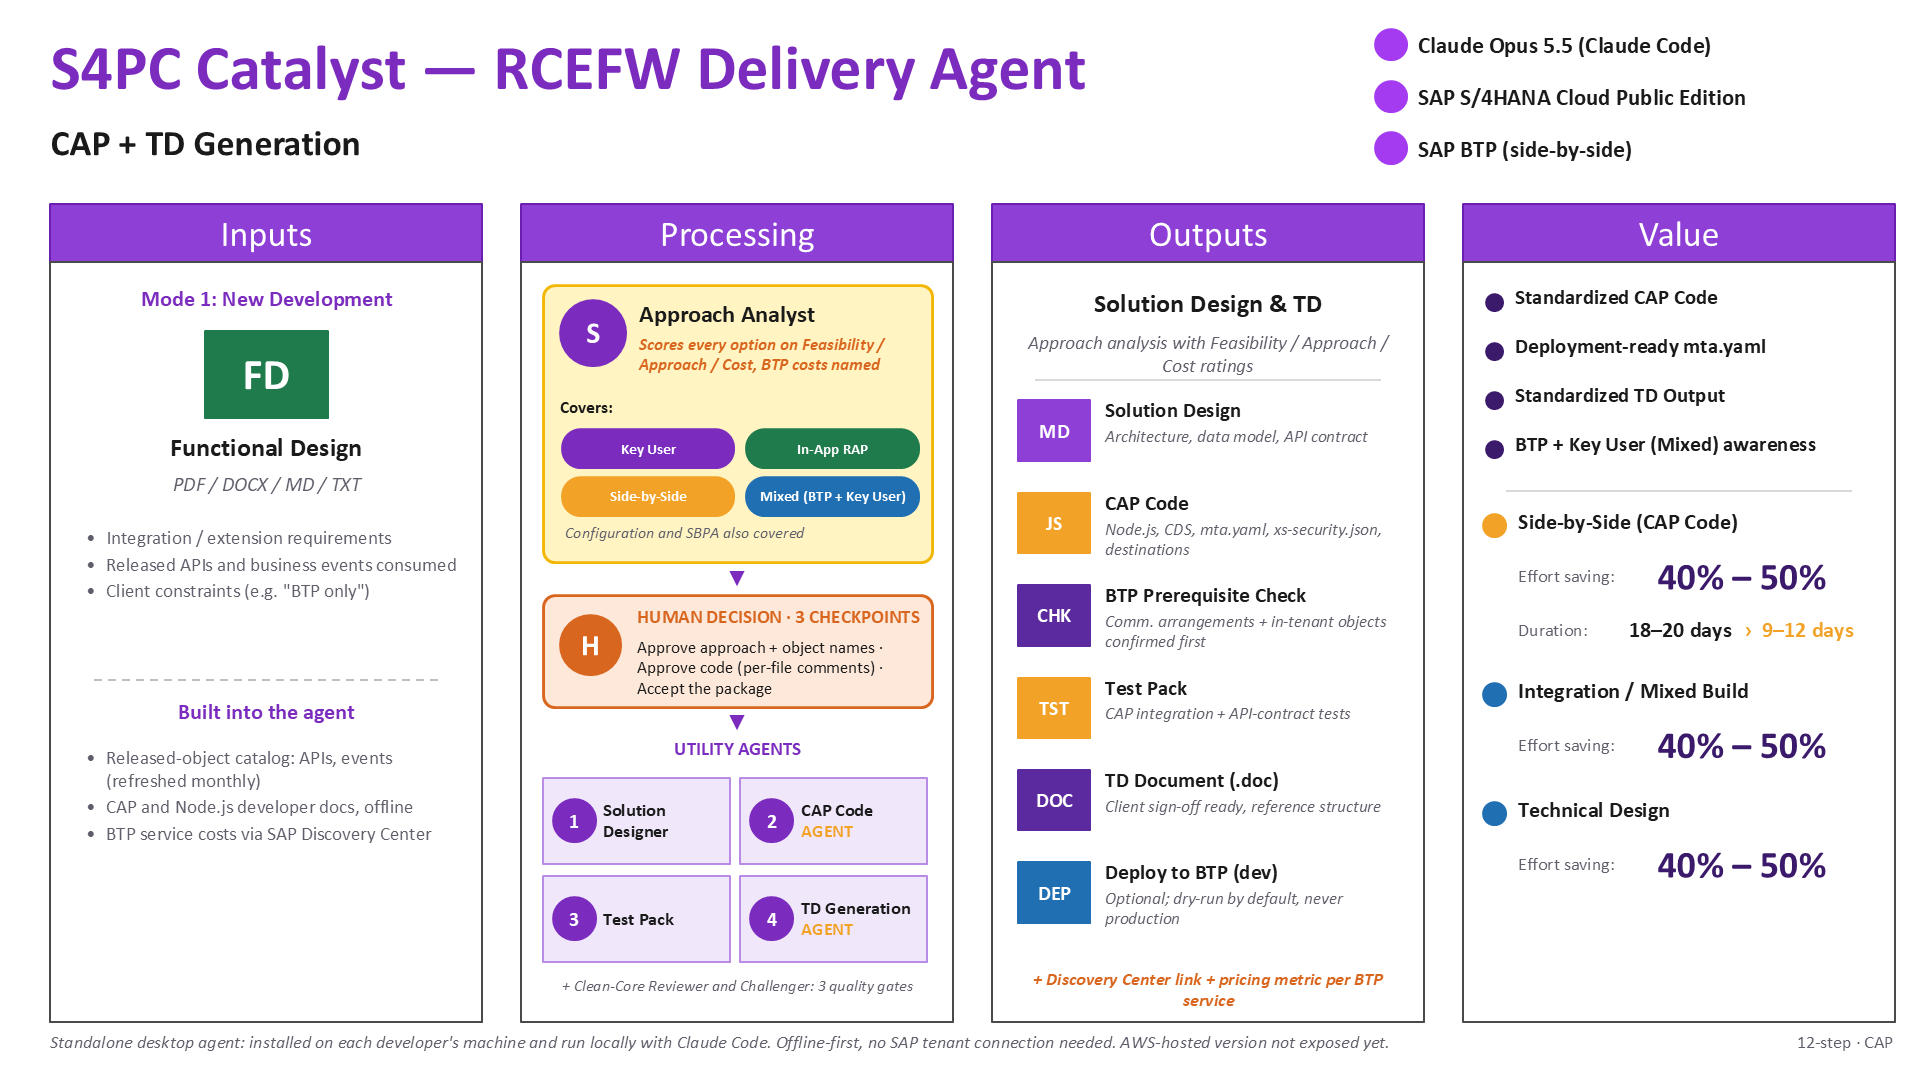 S4PC Catalyst — RCEFW Delivery Agent
CAP + TD Generation
Claude Opus 5.5 (Claude Code)
SAP S/4HANA Cloud Public Edition
SAP BTP (side-by-side)
Inputs
Mode 1: New Development
FD
Functional Design
PDF / DOCX / MD / TXT
• Integration / extension requirements
• Released APIs and business events consumed
• Client constraints (e.g. "BTP only")
Built into the agent
• Released-object catalog: APIs, events
(refreshed monthly)
• CAP and Node.js developer docs, offline
• BTP service costs via SAP Discovery Center
Processing
S
Approach Analyst
Scores every option on Feasibility /
Approach / Cost, BTP costs named
Covers:
Key User
In-App RAP
Side-by-Side
Mixed (BTP + Key User)
Configuration and SBPA also covered
H
HUMAN DECISION · 3 CHECKPOINTS
Approve approach + object names ·
Approve code (per-file comments) ·
Accept the package
UTILITY AGENTS
1
Solution
Designer
2
CAP Code
AGENT
3
Test Pack
4
TD Generation
AGENT
+ Clean-Core Reviewer and Challenger: 3 quality gates
Outputs
Solution Design & TD
Approach analysis with Feasibility / Approach /
Cost ratings
MD
Solution Design
Architecture, data model, API contract
JS
CAP Code
Node.js, CDS, mta.yaml, xs-security.json,
destinations
CHK
BTP Prerequisite Check
Comm. arrangements + in-tenant objects
confirmed first
TST
Test Pack
CAP integration + API-contract tests
DOC
TD Document (.doc)
Client sign-off ready, reference structure
DEP
Deploy to BTP (dev)
Optional; dry-run by default, never
production
+ Discovery Center link + pricing metric per BTP
service
Value
Standardized CAP Code
Deployment-ready mta.yaml
Standardized TD Output
BTP + Key User (Mixed) awareness
Side-by-Side (CAP Code)
Effort saving: 40% – 50%
Duration: 18–20 days › 9–12 days
Integration / Mixed Build
Effort saving: 40% – 50%
Technical Design
Effort saving: 40% – 50%
Standalone desktop agent: installed on each developer's machine and run locally with Claude Code. Offline-first, no SAP tenant connection needed. AWS-hosted version not exposed yet.
12-step · CAP